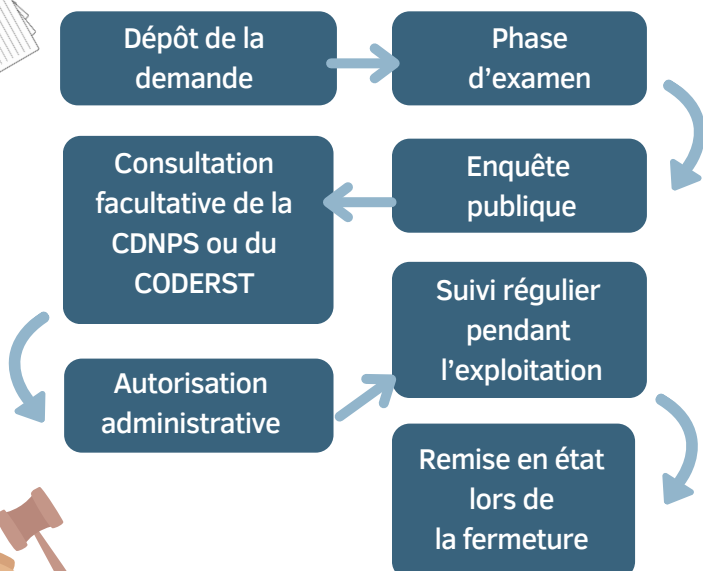 Dépôt de la
demande
Phase
d'examen
Enquête
publique
Consultation
facultative de la
CDNPS ou du
CODERST
Autorisation
administrative
Suivi régulier
pendant
l'exploitation
Remise en état
lors de
la fermeture